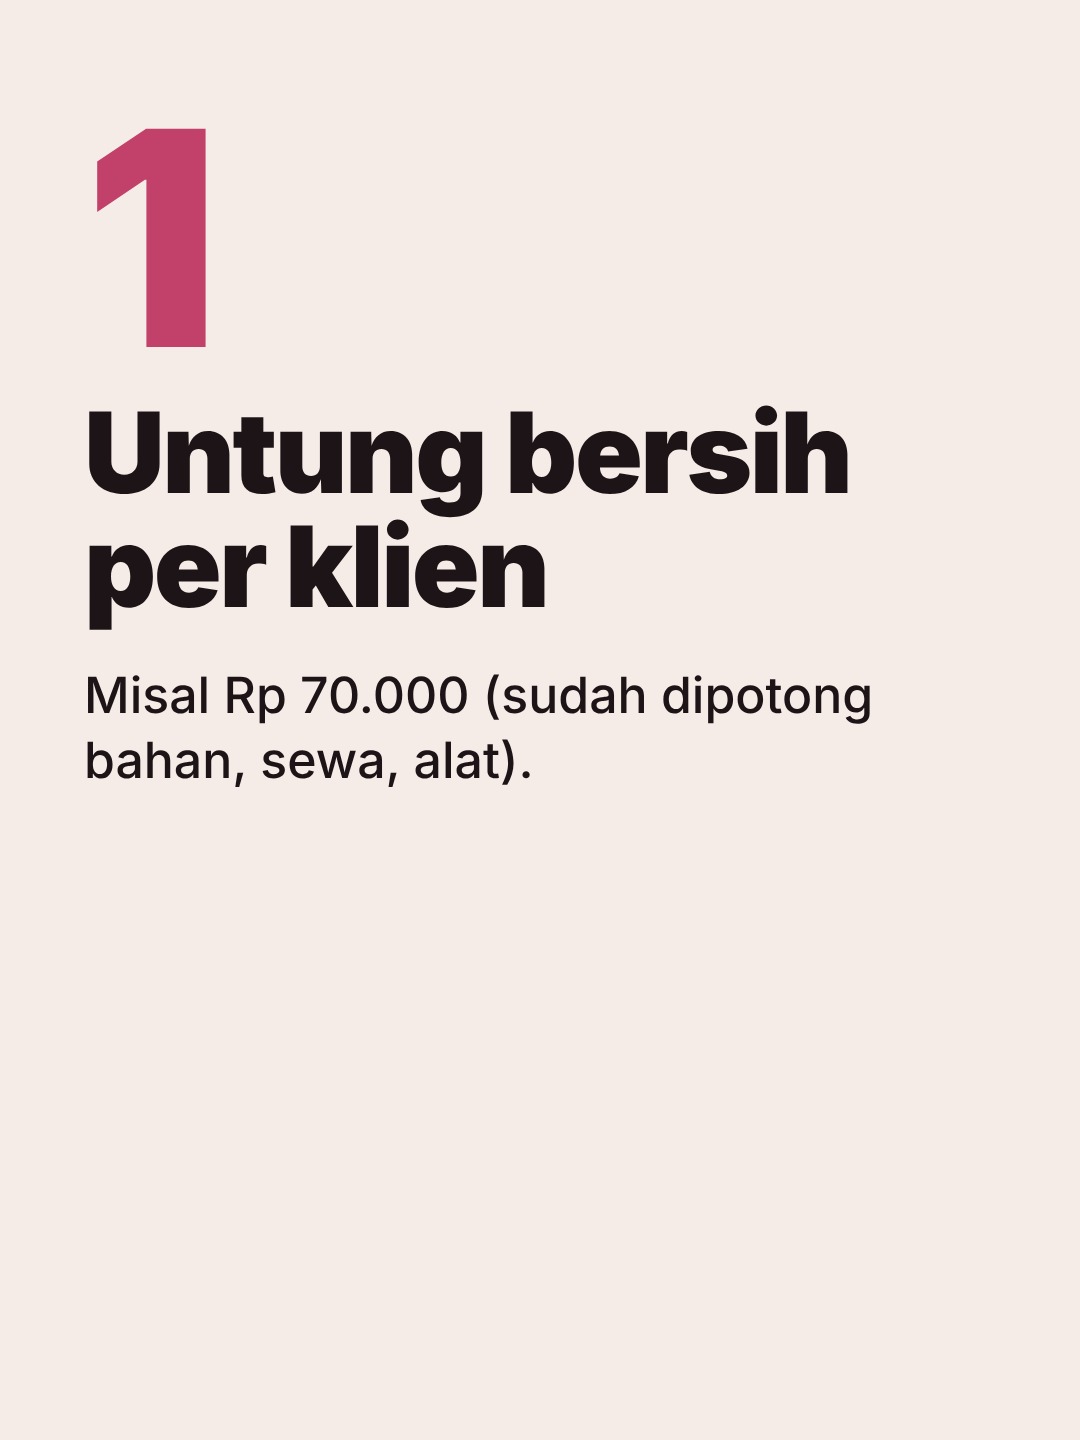 1
Untung bersih
per klien
Misal Rp 70.000 (sudah dipotong
bahan, sewa, alat).